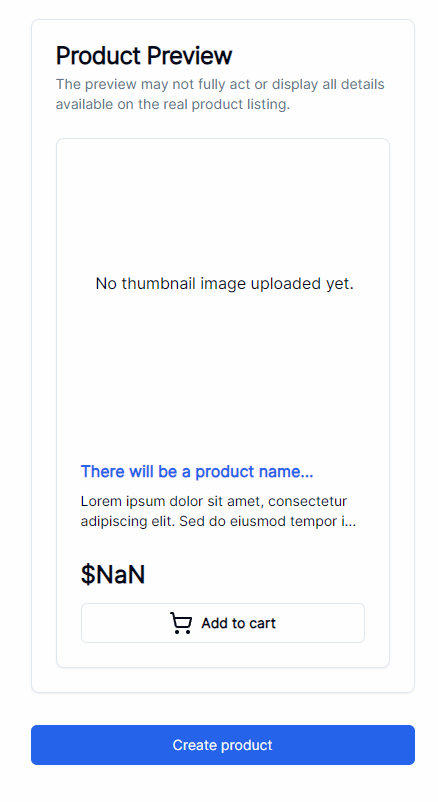 Product Preview
The preview may not fully act or display all details
available on the real product listing.
No thumbnail image uploaded yet.
There will be a product name...
Lorem ipsum dolor sit amet, consectetur
adipiscing elit. Sed do eiusmod tempor i...
$NaN
Add to cart
Create product